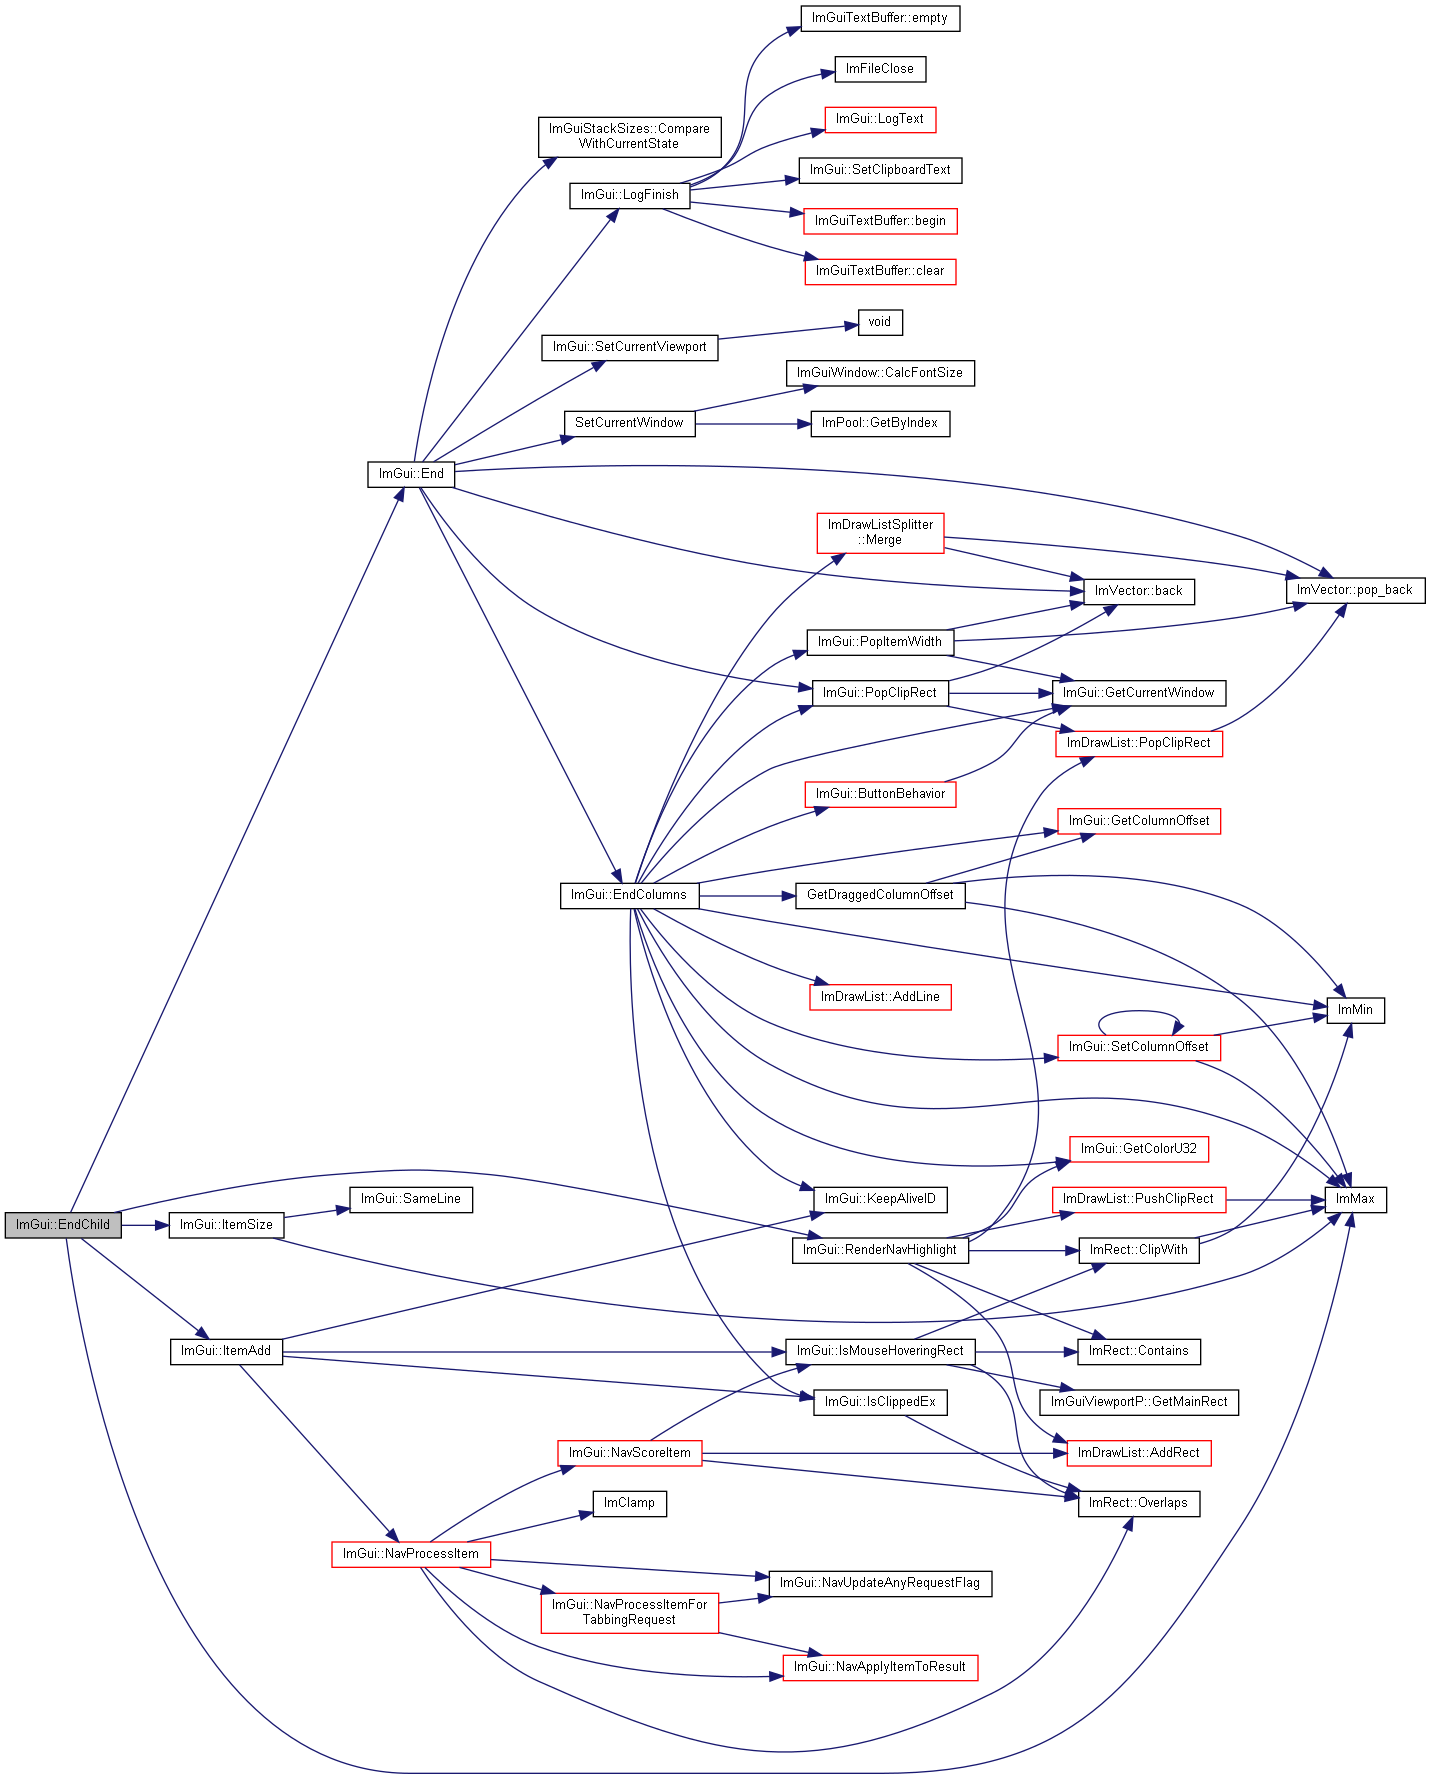 ImGuiTextBuffer::empty
ImFileClose
ImGui::LogText
ImGuiStackSizes::Compare
WithCurrentState
ImGui::SetClipboardText
ImGui::LogFinish
ImGuiTextBuffer::begin
ImGuiTextBuffer::clear
void
ImGui::SetCurrentViewport
ImGuiWindow::CalcFontSize
SetCurrentWindow
ImPool::GetByIndex
ImGui::End
ImDrawListSplitter
::Merge
ImVector::back
ImVector::pop_back
ImGui::PopItemWidth
ImGui::PopClipRect
ImGui::GetCurrentWindow
ImDrawList::PopClipRect
ImGui::ButtonBehavior
ImGui::GetColumnOffset
ImGui::EndColumns
GetDraggedColumnOffset
ImDrawList::AddLine
ImMin
ImGui::SetColumnOffset
ImGui::GetColorU32
ImGui::SameLine
ImGui::KeepAliveID
ImDrawList::PushClipRect
ImMax
ImGui::EndChild
ImGui::ItemSize
ImGui::RenderNavHighlight
ImRect::ClipWith
ImGui::ItemAdd
ImGui::IsMouseHoveringRect
ImRect::Contains
ImGui::IsClippedEx
ImGuiViewportP::GetMainRect
ImGui::NavScoreItem
ImDrawList::AddRect
ImClamp
ImRect::Overlaps
ImGui::NavProcessItem
ImGui::NavUpdateAnyRequestFlag
ImGui::NavProcessItemFor
TabbingRequest
ImGui::NavApplyItemToResult